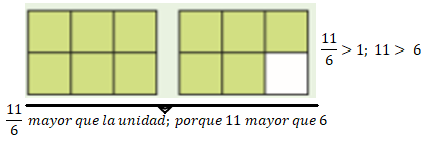 11/6 > 1; 11 > 6
11/6 mayor que la unidad; porque 11 mayor que 6